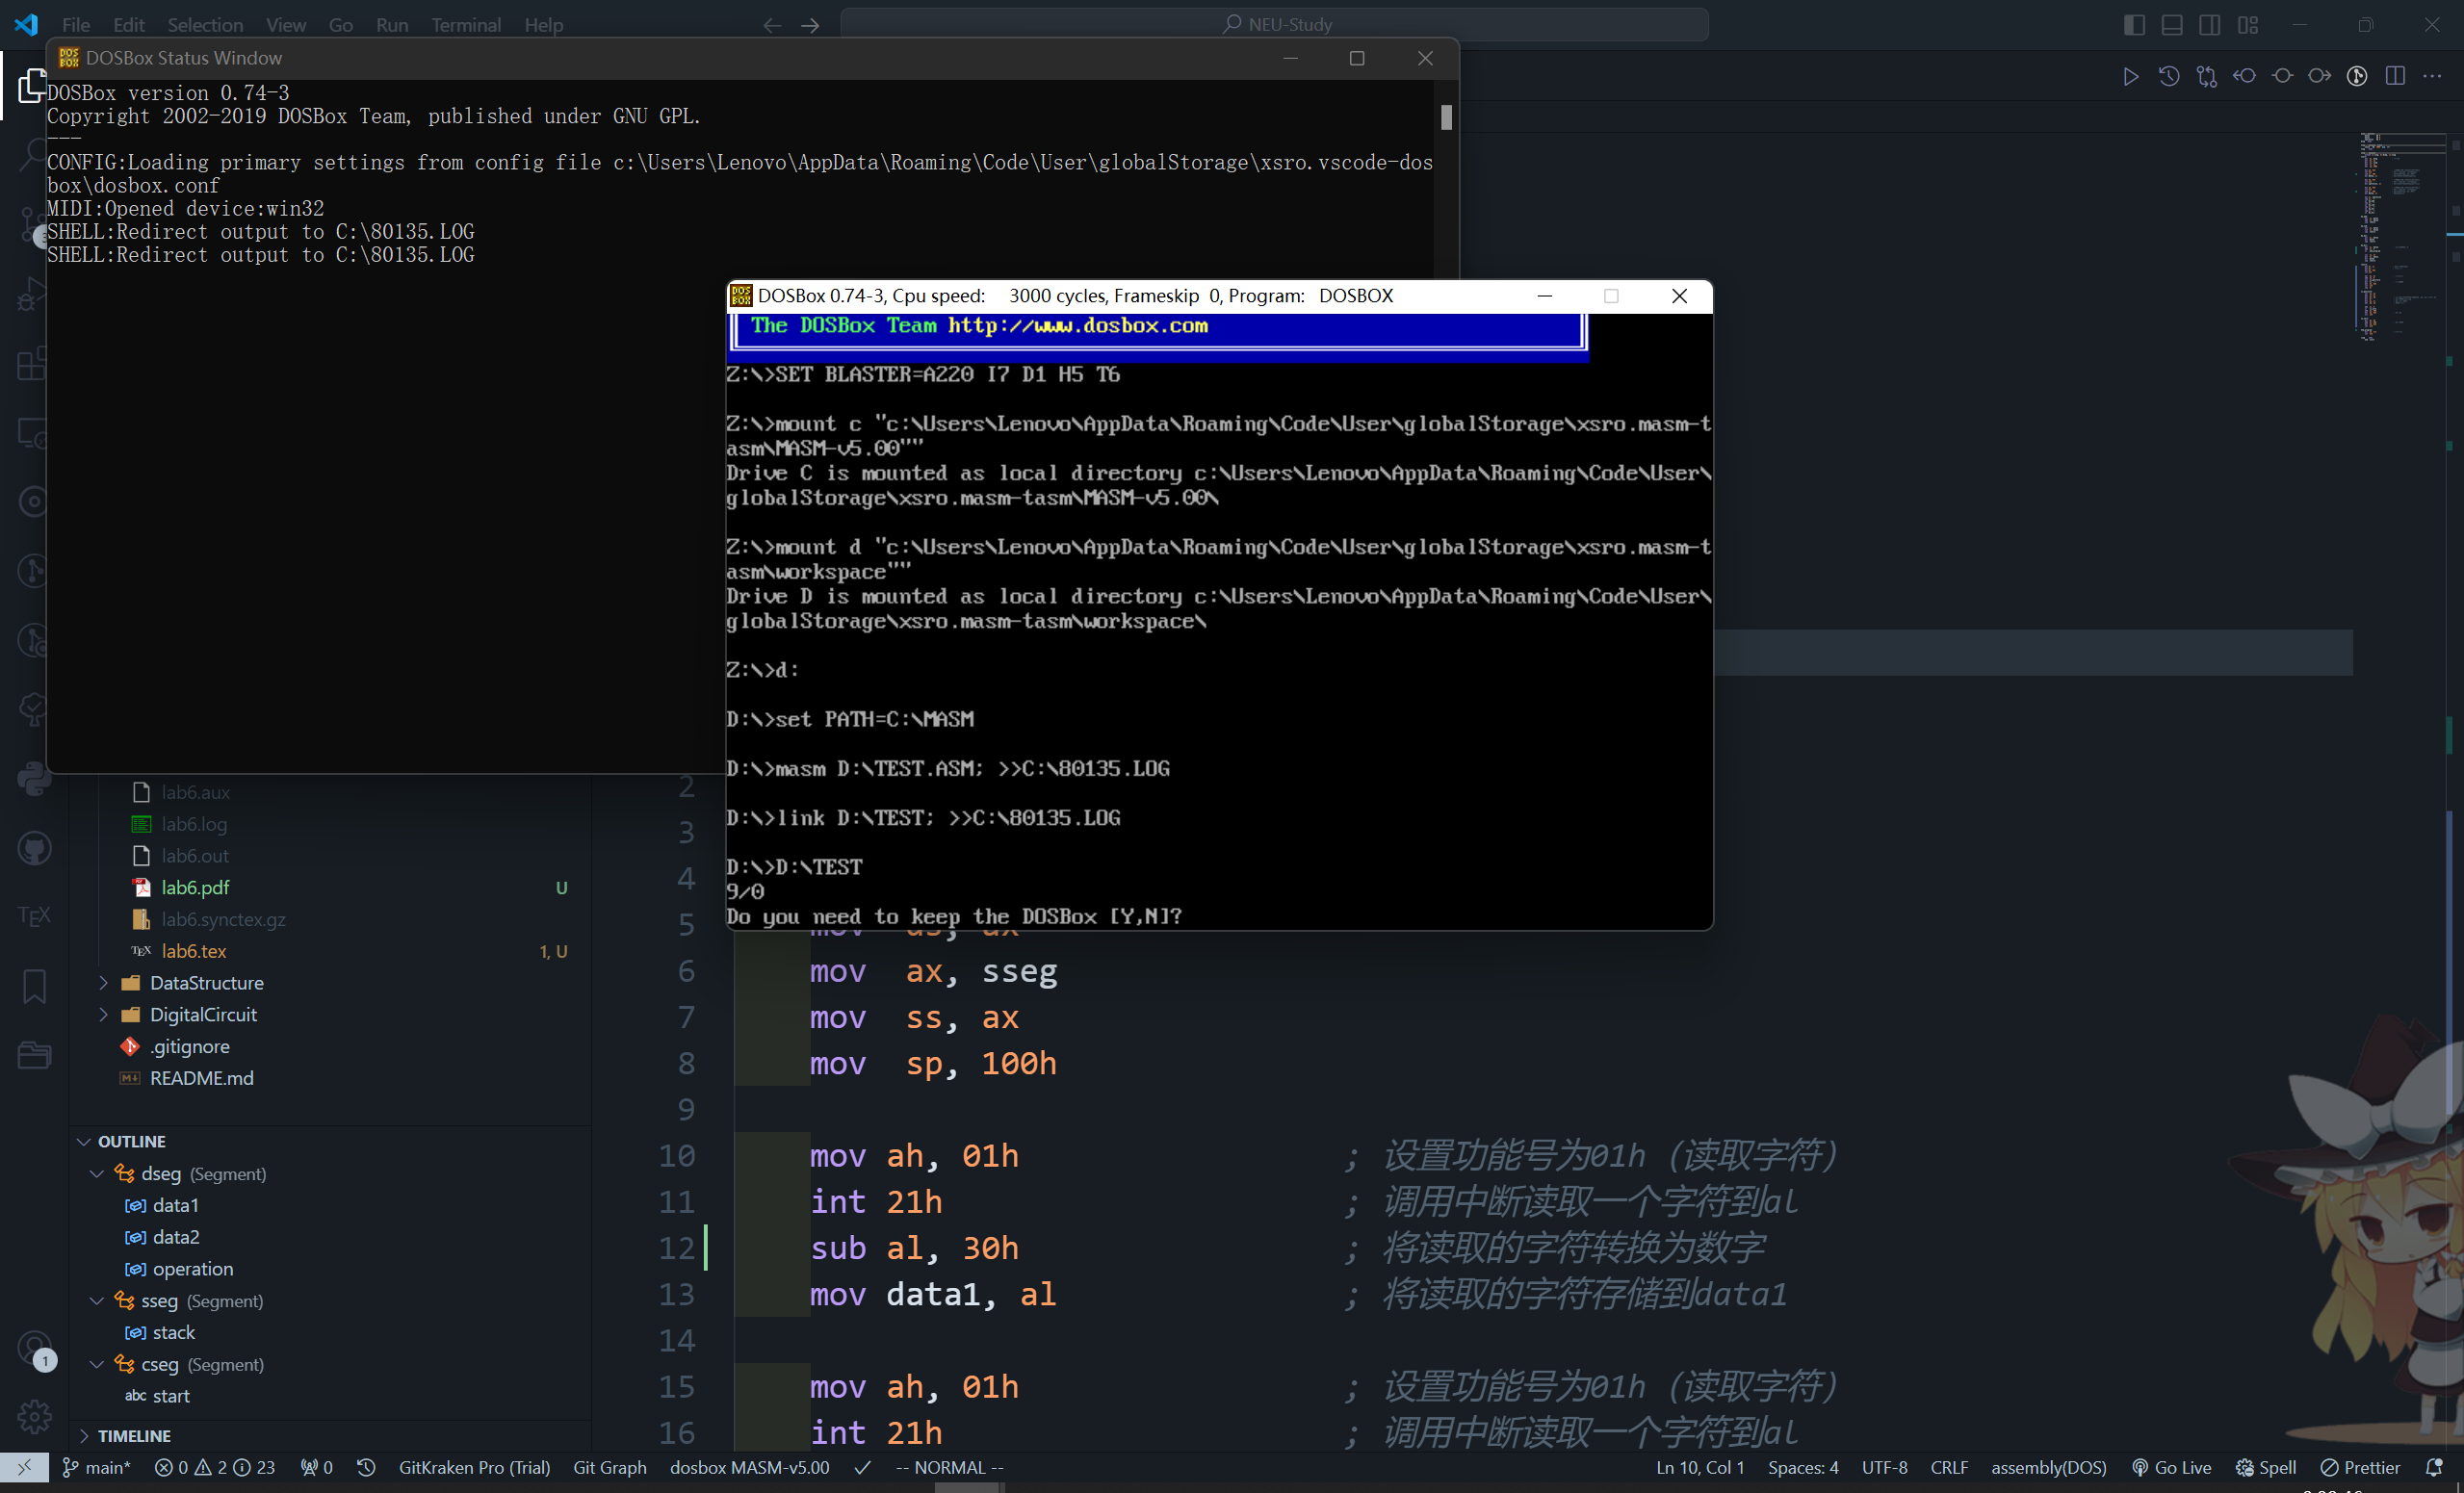 File Edit Selection View Go Run Terminal Help
NEU-Study
DOSBox Status Window
DOSBox version 0.74-3
Copyright 2002-2019 DOSBox Team, published under GNU GPL.
---
CONFIG:Loading primary settings from config file c:\Users\Lenovo\AppData\Roaming\Code\User\globalStorage\xsro.vscode-dos
box\dosbox.conf
MIDI:Opened device:win32
SHELL:Redirect output to C:\80135.LOG
SHELL:Redirect output to C:\80135.LOG
DOSBox 0.74-3, Cpu speed: 3000 cycles, Frameskip 0, Program: DOSBOX
The DOSBox Team http://www.dosbox.com
Z:\>SET BLASTER=A220 I7 D1 H5 T6
Z:\>mount c "c:\Users\Lenovo\AppData\Roaming\Code\User\globalStorage\xsro.masm-t
asm\MASM-v5.00""
Drive C is mounted as local directory c:\Users\Lenovo\AppData\Roaming\Code\User\
globalStorage\xsro.masm-tasm\MASM-v5.00\
Z:\>mount d "c:\Users\Lenovo\AppData\Roaming\Code\User\globalStorage\xsro.masm-t
asm\workspace""
Drive D is mounted as local directory c:\Users\Lenovo\AppData\Roaming\Code\User\
globalStorage\xsro.masm-tasm\workspace\
Z:\>d:
D:\>set PATH=C:\MASM
D:\>masm D:\TEST.ASM; >>C:\80135.LOG
D:\>link D:\TEST; >>C:\80135.LOG
D:\>D:\TEST
9/0
Do you need to keep the DOSBox [Y,N]?
lab6.aux
lab6.log
lab6.out
lab6.pdf U
lab6.synctex.gz
TEX lab6.tex 1, U
DataStructure
DigitalCircuit
.gitignore
README.md
OUTLINE
dseg (Segment)
data1
data2
operation
sseg (Segment)
stack
cseg (Segment)
abc start
TIMELINE
2
3
4
5 mov ds, ax
6 mov ax, sseg
7 mov ss, ax
8 mov sp, 100h
9
10 mov ah, 01h ; 设置功能号为01h (读取字符)
11 int 21h ; 调用中断读取一个字符到al
12 sub al, 30h ; 将读取的字符转换为数字
13 mov data1, al ; 将读取的字符存储到data1
14
15 mov ah, 01h ; 设置功能号为01h (读取字符)
16 int 21h ; 调用中断读取一个字符到al
TEX
1
main* 0 2 23 0 GitKraken Pro (Trial) Git Graph dosbox MASM-v5.00 -- NORMAL -- Ln 10, Col 1 Spaces: 4 UTF-8 CRLF assembly(DOS) Go Live Spell Prettier